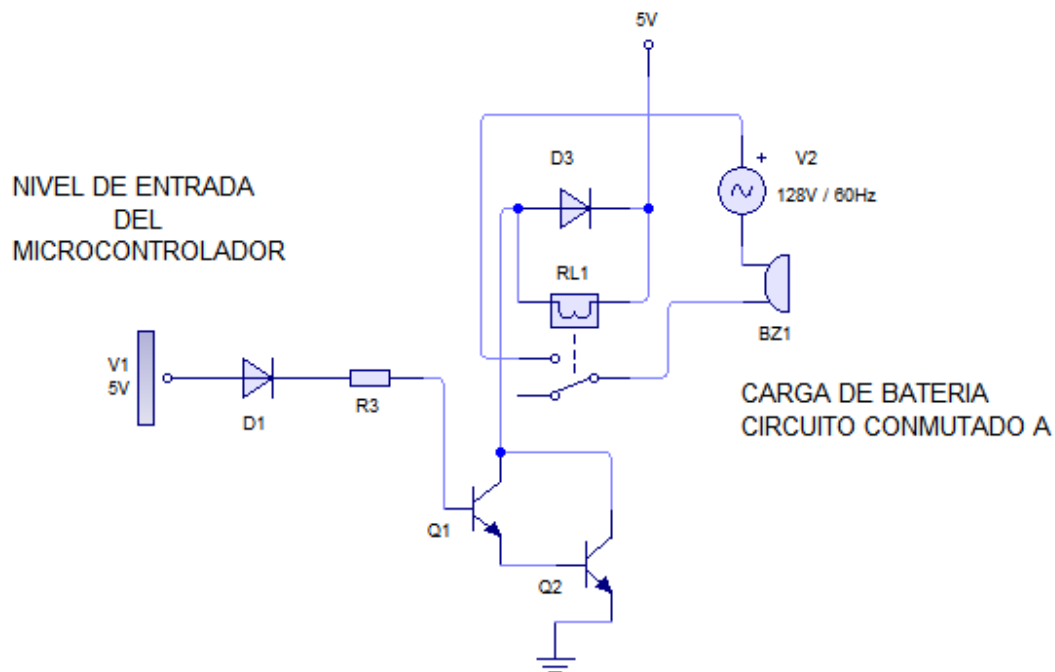 5V
D3
V2
128V / 60Hz
NIVEL DE ENTRADA
DEL
MICROCONTROLADOR
RL1
BZ1
V1
5V
D1
R3
CARGA DE BATERIA
CIRCUITO CONMUTADO A
Q1
Q2